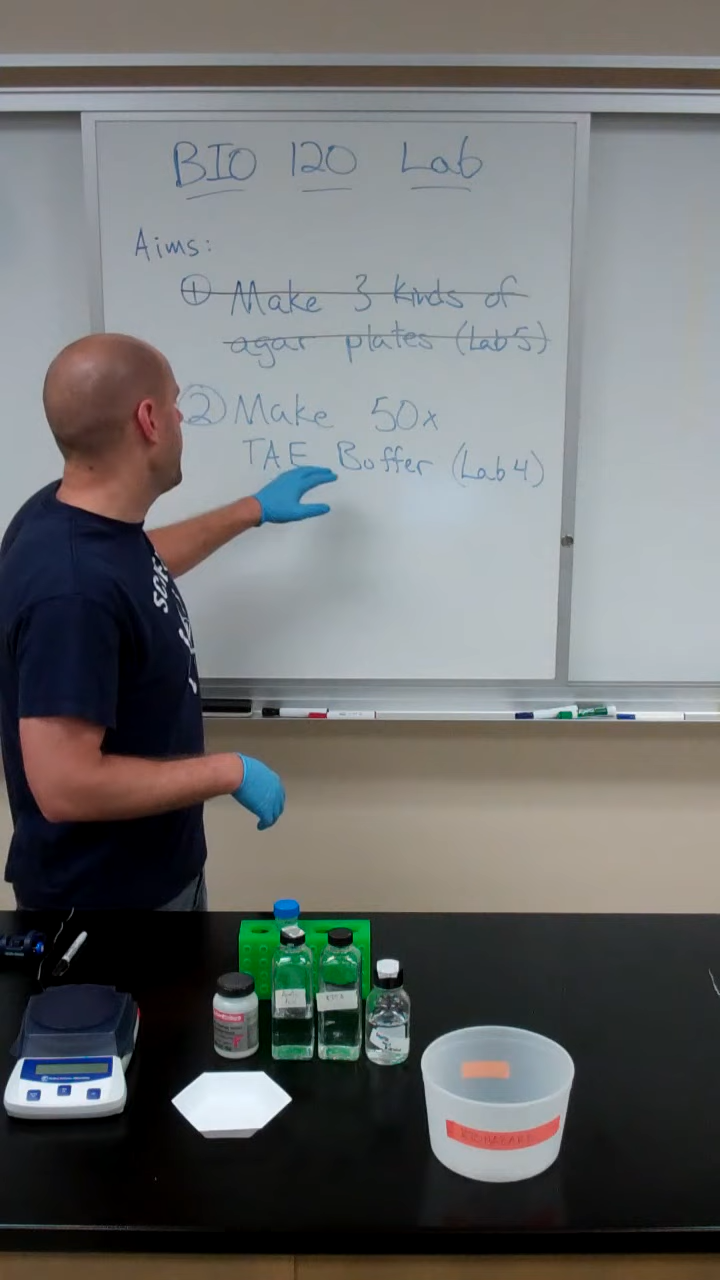 BIO 120 Lab
Aims:
① Make 3 kinds of
agar plates (Lab 5)
② Make 50x
TAE Buffer (Lab 4)
BIOHAZARD